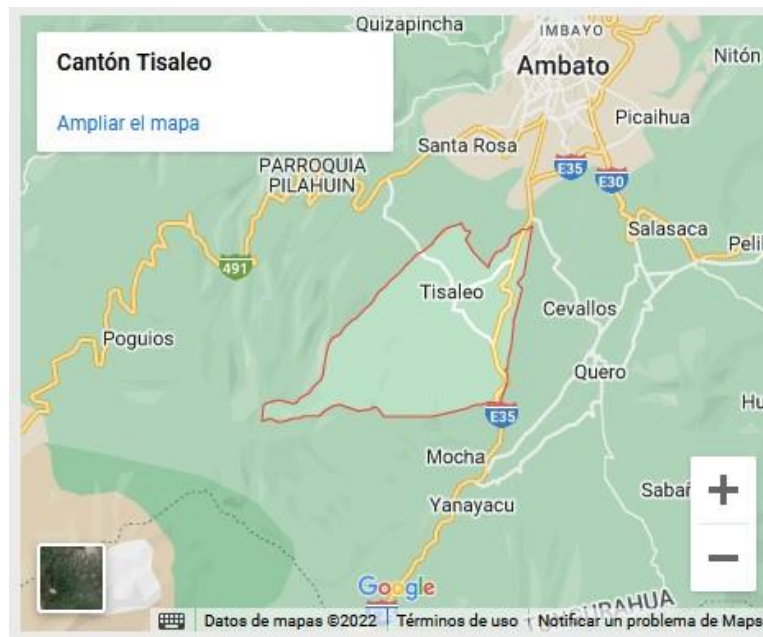 Quizapincha
IMBAYO
Cantón Tisaleo
Ambato
Nitón
Ampliar el mapa
Picaihua
Santa Rosa
PARROQUIA
PILAHUIN
E35
E30
Salasaca
491
Tisaleo
Cevallos
Poguios
Quero
E35
Mocha
Yanayacu
Google
Datos de mapas ©2022
Términos de uso
Notificar un problema de Maps